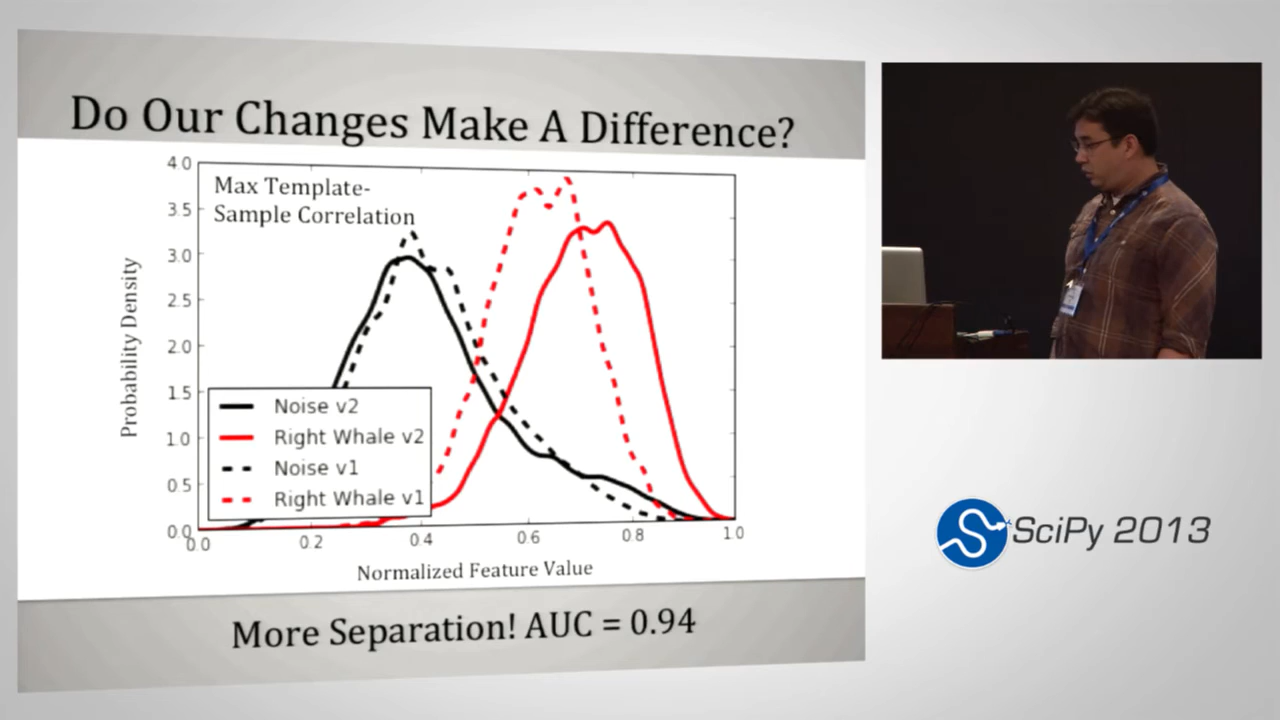 Do Our Changes Make A Difference?
Max Template-
Sample Correlation
Probability Density
4.0
3.5
3.0
2.5
2.0
1.5
1.0
0.5
0.0
Noise v2
Right Whale v2
Noise v1
Right Whale v1
0.0 0.2 0.4 0.6 0.8 1.0
Normalized Feature Value
More Separation! AUC = 0.94
SciPy 2013